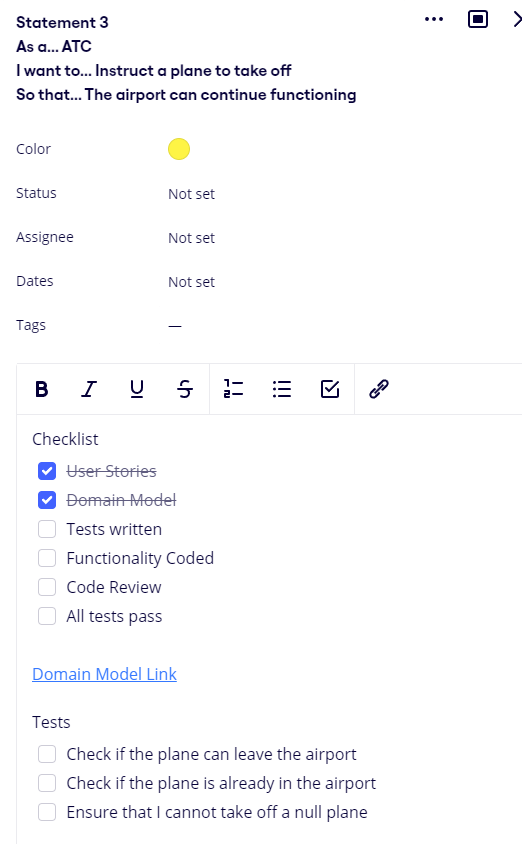 Statement 3
As a... ATC
I want to... Instruct a plane to take off
So that... The airport can continue functioning
Color
Status Not set
Assignee Not set
Dates Not set
Tags —
B I U S
Checklist
User Stories
Domain Model
Tests written
Functionality Coded
Code Review
All tests pass
Domain Model Link
Tests
Check if the plane can leave the airport
Check if the plane is already in the airport
Ensure that I cannot take off a null plane